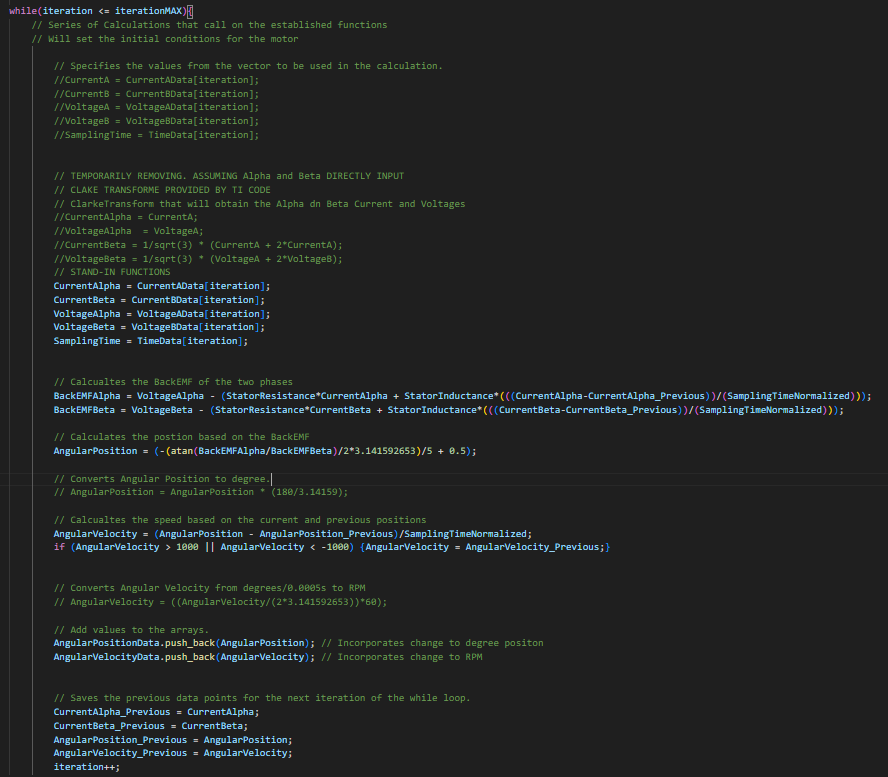 while(iteration <= iterationMAX){
// Series of Calculations that call on the established functions
// Will set the initial conditions for the motor
// Specifies the values from the vector to be used in the calculation.
//CurrentA = CurrentAData[iteration];
//CurrentB = CurrentBData[iteration];
//VoltageA = VoltageAData[iteration];
//VoltageB = VoltageBData[iteration];
//SamplingTime = TimeData[iteration];
// TEMPORARILY REMOVING. ASSUMING Alpha and Beta DIRECTLY INPUT
// CLAKE TRANSFORME PROVIDED BY TI CODE
// ClarkeTransform that will obtain the Alpha dn Beta Current and Voltages
//CurrentAlpha = CurrentA;
//VoltageAlpha  = VoltageA;
//CurrentBeta = 1/sqrt(3) * (CurrentA + 2*CurrentA);
//VoltageBeta = 1/sqrt(3) * (VoltageA + 2*VoltageB);
// STAND-IN FUNCTIONS
CurrentAlpha = CurrentAData[iteration];
CurrentBeta = CurrentBData[iteration];
VoltageAlpha = VoltageAData[iteration];
VoltageBeta = VoltageBData[iteration];
SamplingTime = TimeData[iteration];
// Calcualtes the BackEMF of the two phases
BackEMFAlpha = VoltageAlpha - (StatorResistance*CurrentAlpha + StatorInductance*(((CurrentAlpha-CurrentAlpha_Previous))/(SamplingTimeNormalized)));
BackEMFBeta = VoltageBeta - (StatorResistance*CurrentBeta + StatorInductance*(((CurrentBeta-CurrentBeta_Previous))/(SamplingTimeNormalized)));
// Calculates the postion based on the BackEMF
AngularPosition = (-(atan(BackEMFAlpha/BackEMFBeta)/2*3.141592653)/5 + 0.5);
// Converts Angular Position to degree.
// AngularPosition = AngularPosition * (180/3.14159);
// Calcualtes the speed based on the current and previous positions
AngularVelocity = (AngularPosition - AngularPosition_Previous)/SamplingTimeNormalized;
if (AngularVelocity > 1000 || AngularVelocity < -1000) {AngularVelocity = AngularVelocity_Previous;}
// Converts Angular Velocity from degrees/0.0005s to RPM
// AngularVelocity = ((AngularVelocity/(2*3.141592653))*60);
// Add values to the arrays.
AngularPositionData.push_back(AngularPosition); // Incorporates change to degree positon
AngularVelocityData.push_back(AngularVelocity); // Incorporates change to RPM
// Saves the previous data points for the next iteration of the while loop.
CurrentAlpha_Previous = CurrentAlpha;
CurrentBeta_Previous = CurrentBeta;
AngularPosition_Previous = AngularPosition;
AngularVelocity_Previous = AngularVelocity;
iteration++;